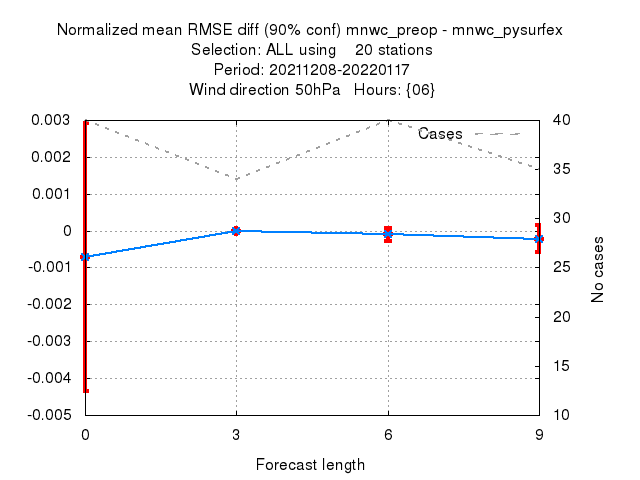 Normalized mean RMSE diff (90% conf) mnwc_preop - mnwc_pysurfex
Selection: ALL using    20 stations
Period: 20211208-20220117
Wind direction 50hPa   Hours: {06}
Cases
0.003
0.002
0.001
0
-0.001
-0.002
-0.003
-0.004
-0.005
40
35
30
25
20
15
10
No cases
0 3 6 9
Forecast length